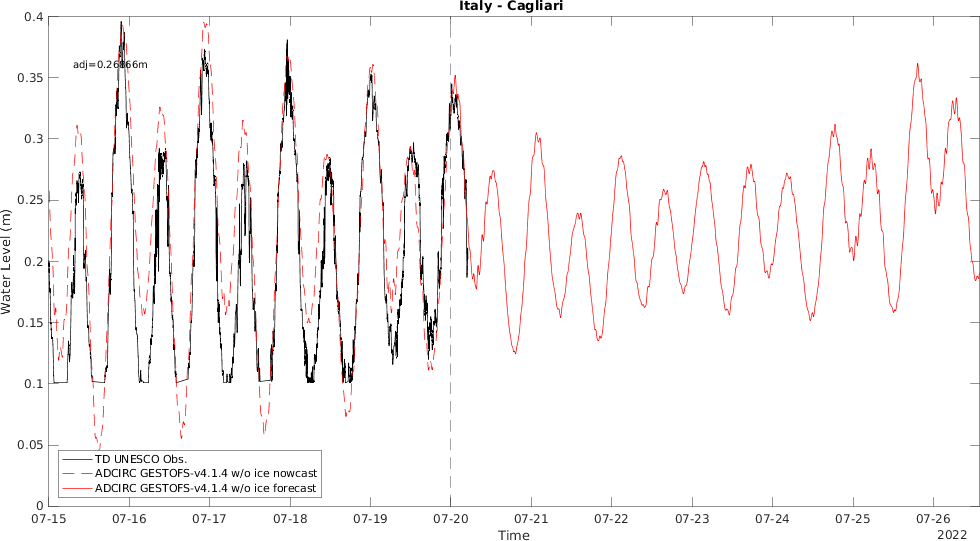 Italy - Cagliari
0.4
0.35
0.3
0.25
0.2
0.15
0.1
0.05
0
Water Level (m)
adj=0.26866m
TD UNESCO Obs.
ADCIRC GESTOFS-v4.1.4 w/o ice nowcast
ADCIRC GESTOFS-v4.1.4 w/o ice forecast
07-15 07-16 07-17 07-18 07-19 07-20 07-21 07-22 07-23 07-24 07-25 07-26
Time
2022